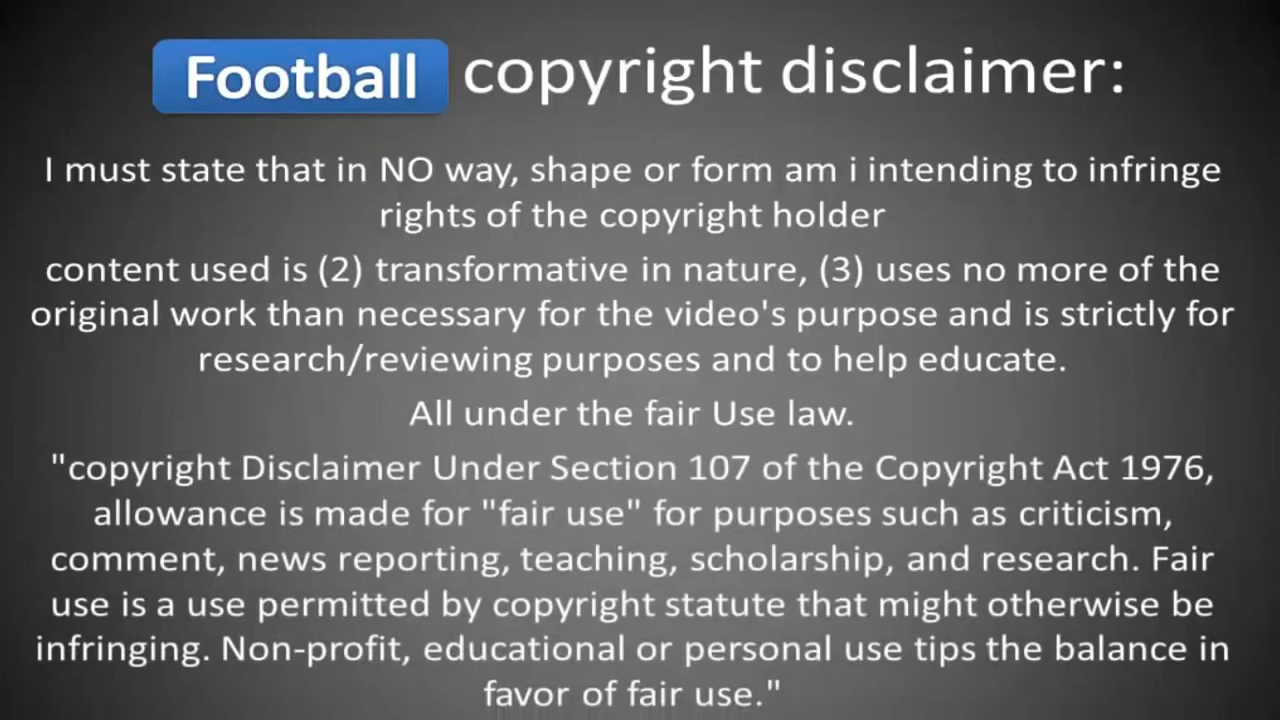 Football copyright disclaimer:
I must state that in NO way, shape or form am i intending to infringe
rights of the copyright holder
content used is (2) transformative in nature, (3) uses no more of the
original work than necessary for the video's purpose and is strictly for
research/reviewing purposes and to help educate.
All under the fair Use law.
"copyright Disclaimer Under Section 107 of the Copyright Act 1976,
allowance is made for "fair use" for purposes such as criticism,
comment, news reporting, teaching, scholarship, and research. Fair
use is a use permitted by copyright statute that might otherwise be
infringing. Non-profit, educational or personal use tips the balance in
favor of fair use."